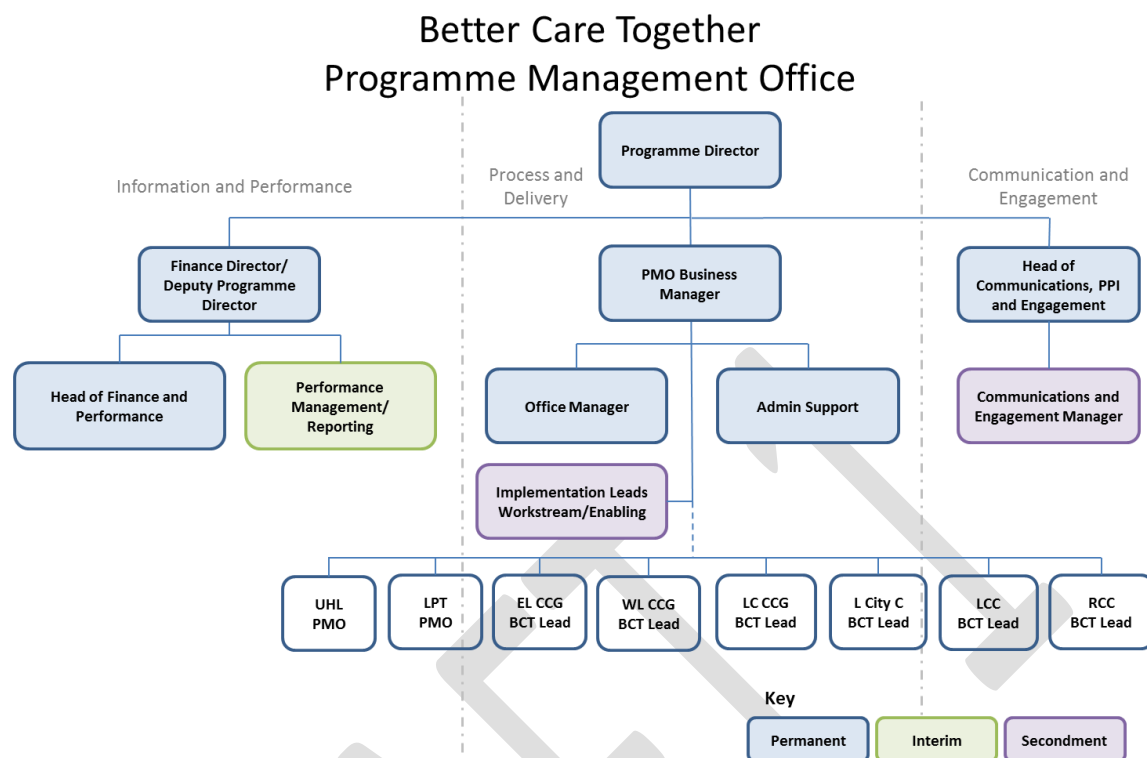 Better Care Together
Programme Management Office
Programme Director
Information and Performance
Process and
Delivery
Communication and
Engagement
Finance Director/
Deputy Programme
Director
PMO Business
Manager
Head of
Communications, PPI
and Engagement
Head of Finance and
Performance
Performance
Management/
Reporting
Office Manager
Admin Support
Communications and
Engagement Manager
Implementation Leads
Workstream/Enabling
UHL
PMO
LPT
PMO
EL CCG
BCT Lead
WL CCG
BCT Lead
LC CCG
BCT Lead
L City C
BCT Lead
LCC
BCT Lead
RCC
BCT Lead
Key
Permanent
Interim
Secondment